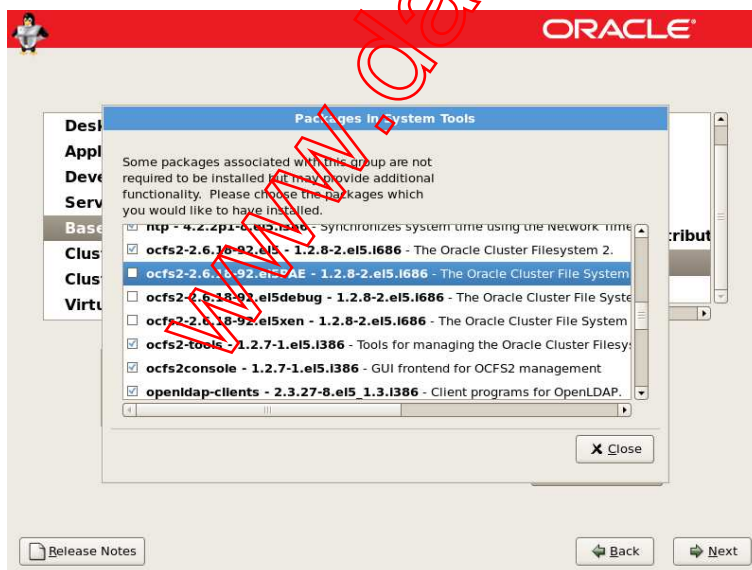 ORACLE®
Packages in System Tools
Some packages associated with this group are not
required to be installed but may provide additional
functionality. Please choose the packages which
you would like to have installed.
Desk
Appl
Deve
Serv
Base
Clus
Clus
Virtu
tribut
ntp - 4.2.2p1-8.el5.i386 - Synchronizes system time using the Network Time
ocfs2-2.6.18-92.el5 - 1.2.8-2.el5.i686 - The Oracle Cluster Filesystem 2.
ocfs2-2.6.18-92.el5PAE - 1.2.8-2.el5.i686 - The Oracle Cluster File System
ocfs2-2.6.18-92.el5debug - 1.2.8-2.el5.i686 - The Oracle Cluster File Syste
ocfs2-2.6.18-92.el5xen - 1.2.8-2.el5.i686 - The Oracle Cluster File System
ocfs2-tools - 1.2.7-1.el5.i386 - Tools for managing the Oracle Cluster Filesys
ocfs2console - 1.2.7-1.el5.i386 - GUI frontend for OCFS2 management
openldap-clients - 2.3.27-8.el5_1.3.i386 - Client programs for OpenLDAP.
Close
Release Notes
Back
Next
www.da